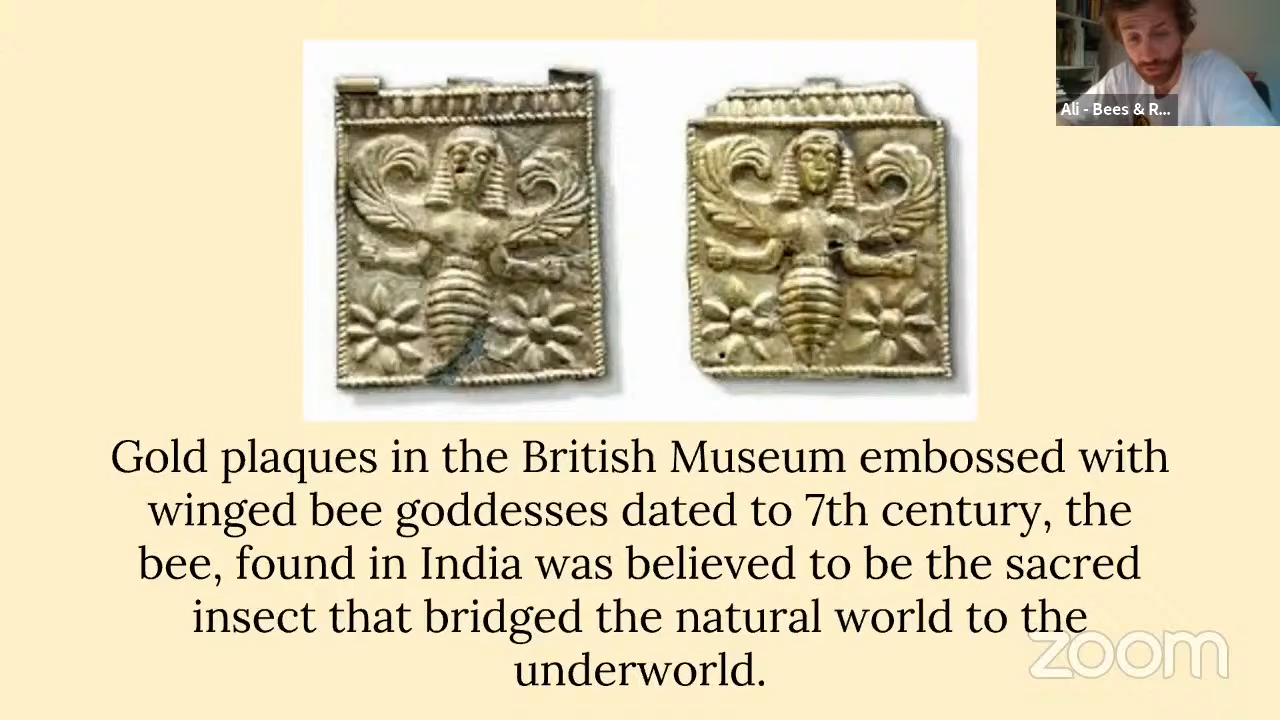 Ali - Bees & R...
Gold plaques in the British Museum embossed with
winged bee goddesses dated to 7th century, the
bee, found in India was believed to be the sacred
insect that bridged the natural world to the
underworld.
zoom